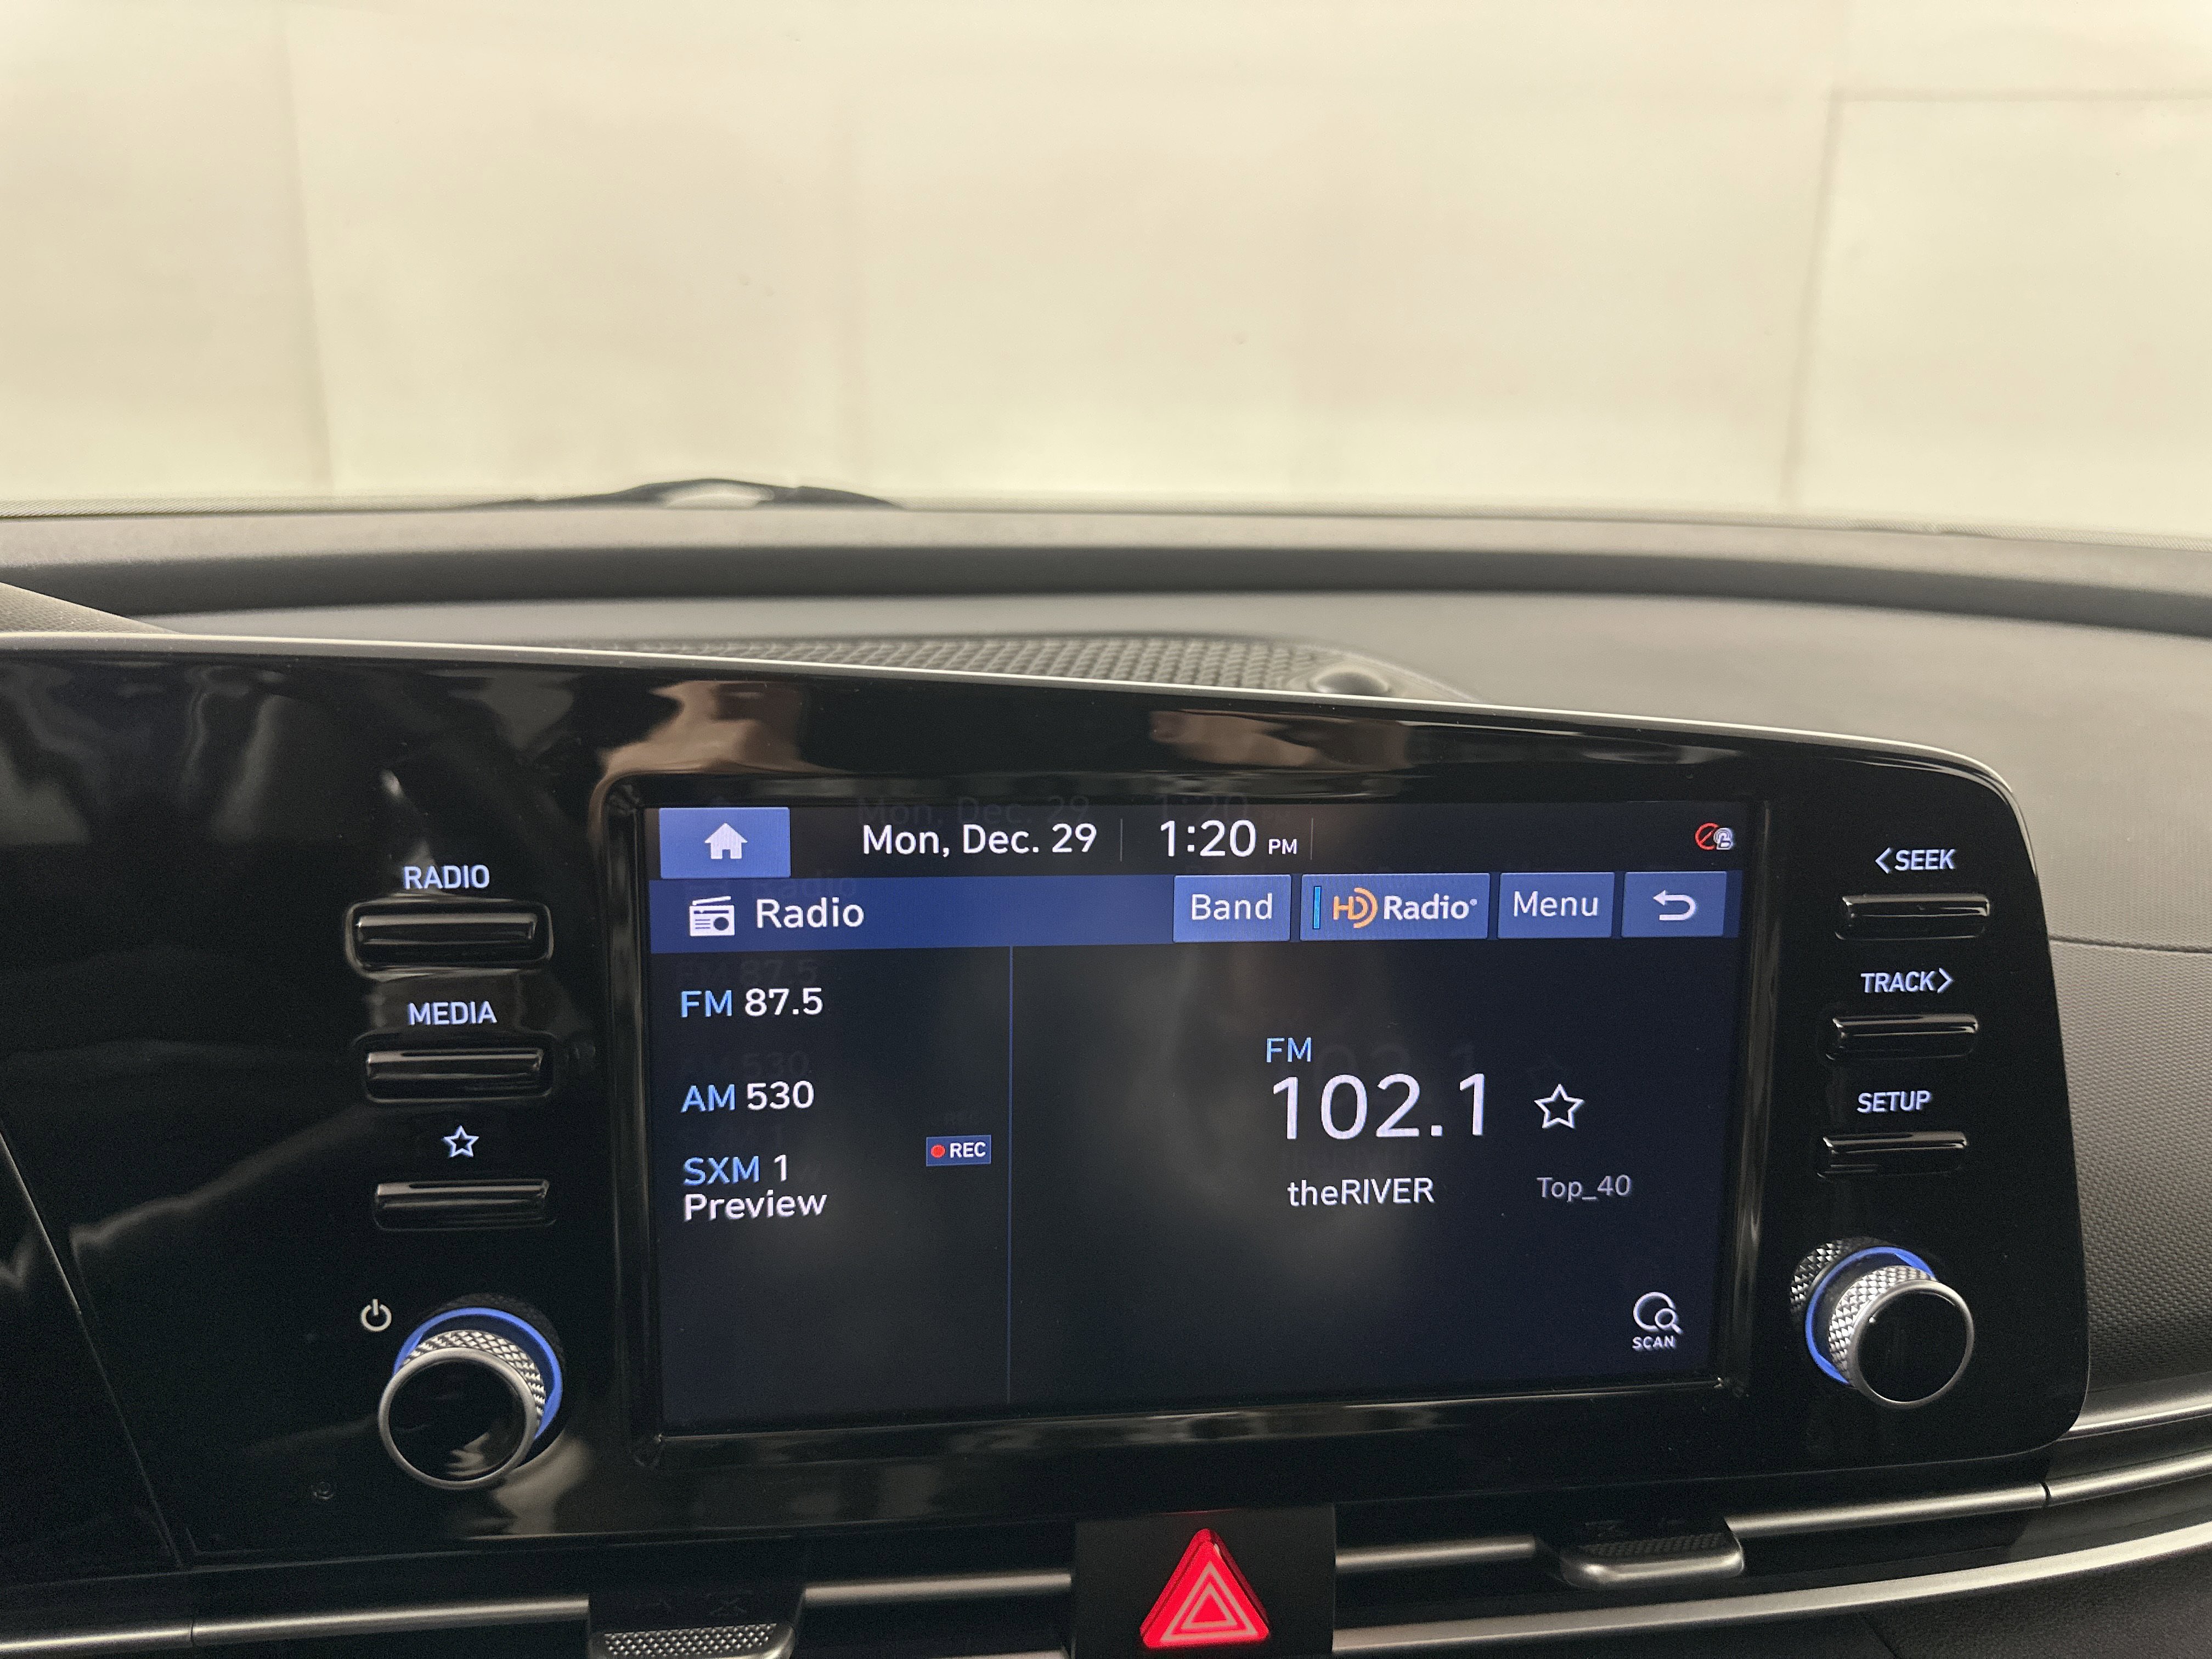 Mon, Dec. 29 1:20 PM
Radio Band HD Radio Menu
FM 87.5
AM 530
SXM 1
Preview
REC
FM
102.1
theRIVER Top_40
SCAN
RADIO
MEDIA
<SEEK
TRACK>
SETUP